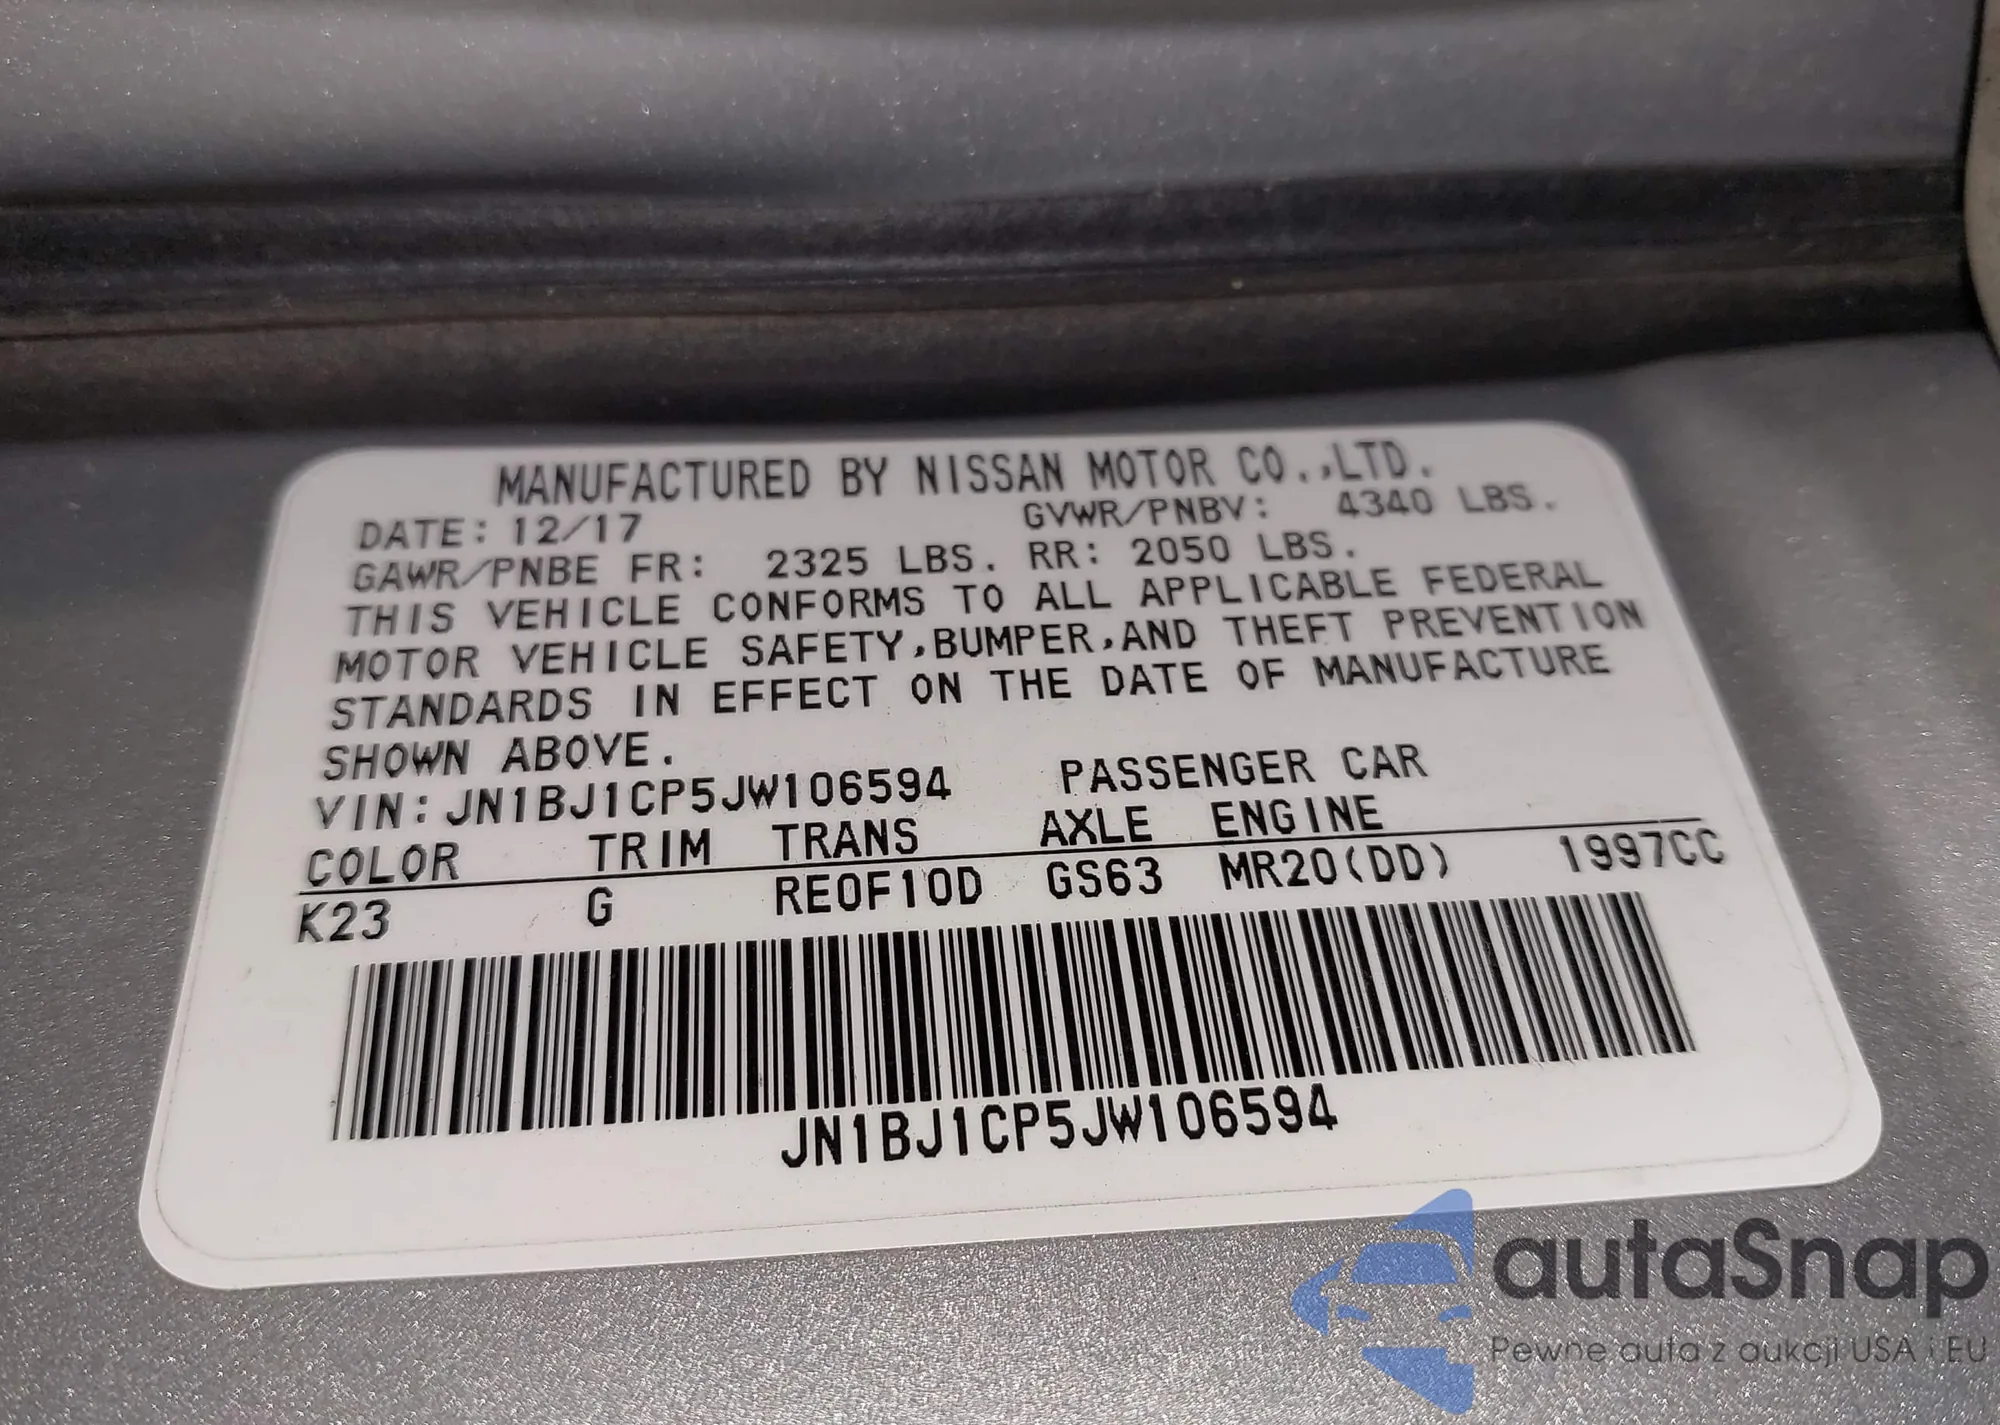 MANUFACTURED BY NISSAN MOTOR CO.,LTD.
DATE: 12/17 GVWR/PNBV: 4340 LBS.
GAWR/PNBE FR: 2325 LBS. RR: 2050 LBS.
THIS VEHICLE CONFORMS TO ALL APPLICABLE FEDERAL
MOTOR VEHICLE SAFETY,BUMPER,AND THEFT PREVENTION
STANDARDS IN EFFECT ON THE DATE OF MANUFACTURE
SHOWN ABOVE.
VIN:JN1BJ1CP5JW106594 PASSENGER CAR
COLOR TRIM TRANS AXLE ENGINE
K23 G RE0F10D GS63 MR20(DD) 1997CC
JN1BJ1CP5JW106594
autaSnap
Pewne auta z aukcji USA i EU